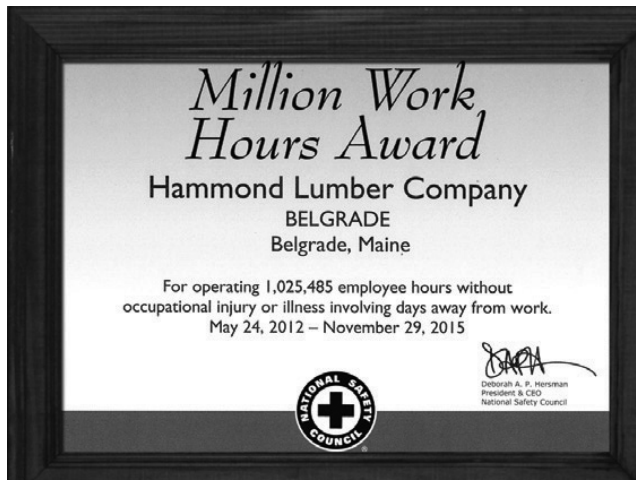 Million Work
Hours Award
Hammond Lumber Company
BELGRADE
Belgrade, Maine
For operating 1,025,485 employee hours without
occupational injury or illness involving days away from work.
May 24, 2012 – November 29, 2015
Deborah A. P. Hersman
President & CEO
National Safety Council
NATIONAL SAFETY
COUNCIL
®